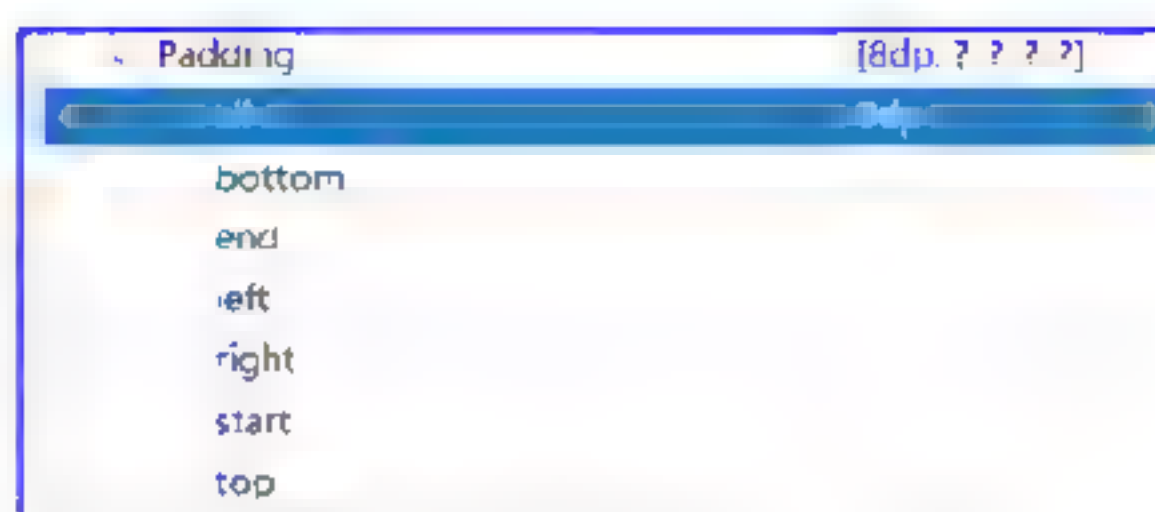 Padding [8dp. ? ? ? ?]
bottom
end
left
right
start
top